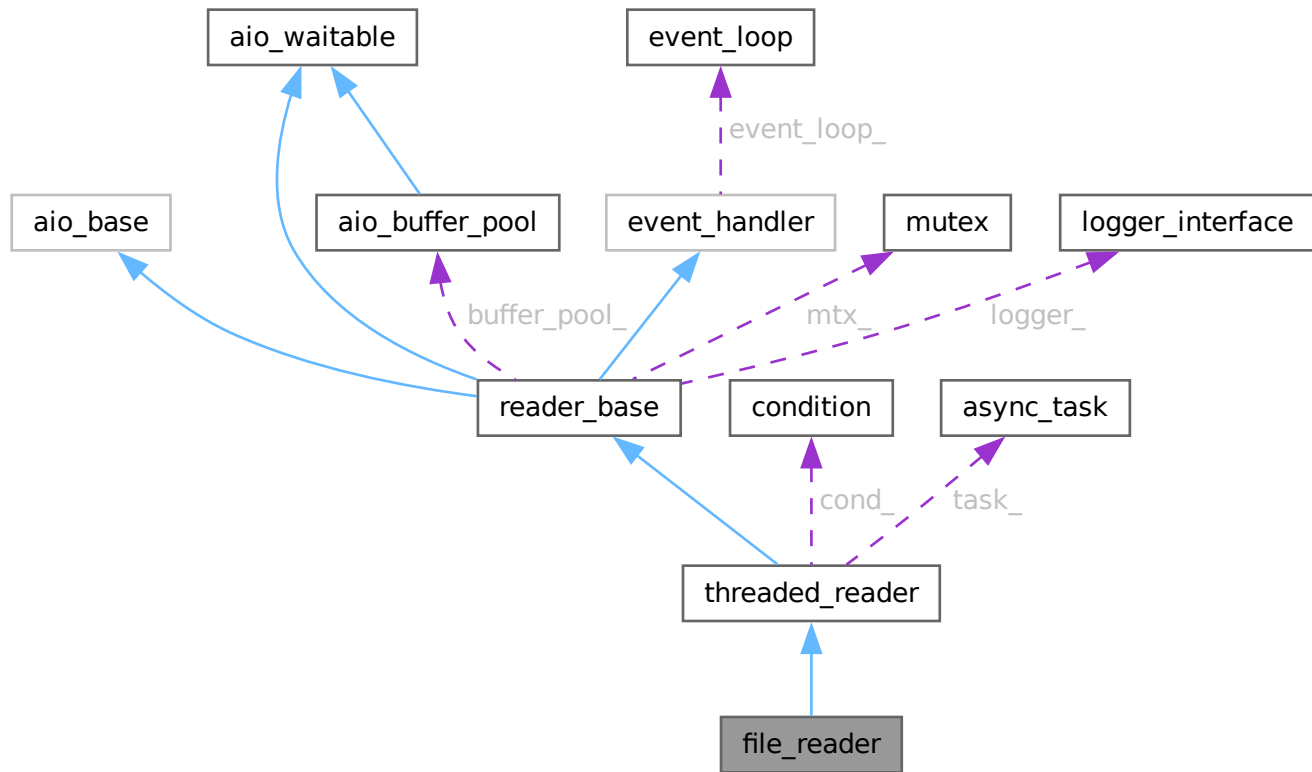 aio_waitable
event_loop
event_loop_
aio_base
aio_buffer_pool
event_handler
mutex
logger_interface
buffer_pool_
mtx_
logger_
reader_base
condition
async_task
cond_
task_
threaded_reader
file_reader